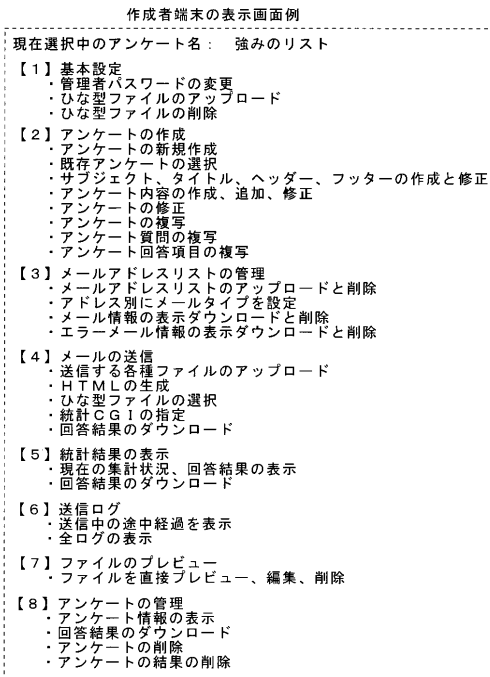 作成者端末の表示画面例
現在選択中のアンケート名： 強みのリスト
【１】基本設定
・管理者パスワードの変更
・ひな型ファイルのアップロード
・ひな型ファイルの削除
【２】アンケートの作成
・アンケートの新規作成
・既存アンケートの選択
・サブジェクト、タイトル、ヘッダー、フッターの作成と修正
・アンケート内容の作成、追加、修正
・アンケートの修正
・アンケートの複写
・アンケート質問の複写
・アンケート回答項目の複写
【３】メールアドレスリストの管理
・メールアドレスリストのアップロードと削除
・アドレス別にメールタイプを設定
・メール情報の表示ダウンロードと削除
・エラーメール情報の表示ダウンロードと削除
【４】メールの送信
・送信する各種ファイルのアップロード
・ＨＴＭＬの生成
・ひな型ファイルの選択
・統計ＣＧＩの指定
・回答結果のダウンロード
【５】統計結果の表示
・現在の集計状況、回答結果の表示
・回答結果のダウンロード
【６】送信ログ
・送信中の途中経過を表示
・全ログの表示
【７】ファイルのプレビュー
・ファイルを直接プレビュー、編集、削除
【８】アンケートの管理
・アンケート情報の表示
・回答結果のダウンロード
・アンケートの削除
・アンケートの結果の削除